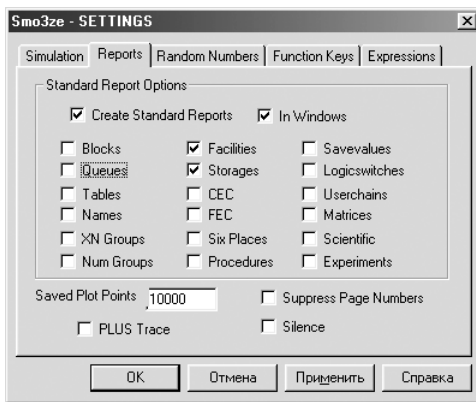 Smo3ze - SETTINGS
Simulation Reports Random Numbers Function Keys Expressions
Standard Report Options
Create Standard Reports In Windows
Blocks Facilities Savevalues
Queues Storages Logicswitches
Tables CEC Userchains
Names FEC Matrices
XN Groups Six Places Scientific
Num Groups Procedures Experiments
Saved Plot Points 10000 Suppress Page Numbers
PLUS Trace Silence
OK Отмена Применить Справка